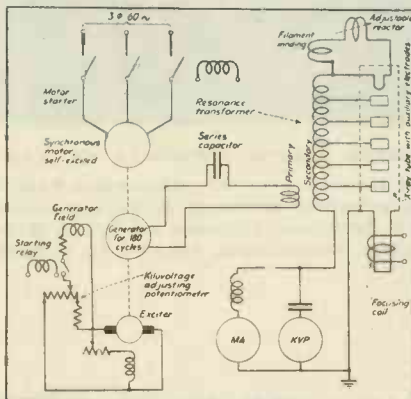 3 Φ 60 ~
Adjustable
reactor
Filament
winding
Motor
starter
Resonance
transformer
Synchronous
motor,
self-excited
Series
capacitor
Primary
Secondary
X-ray tube with auxiliary electrodes
Generator
field
Generator
for 180
cycles
Starting
relay
Kilovoltage
adjusting
potentiometer
Exciter
MA
KVP
Focusing
coil